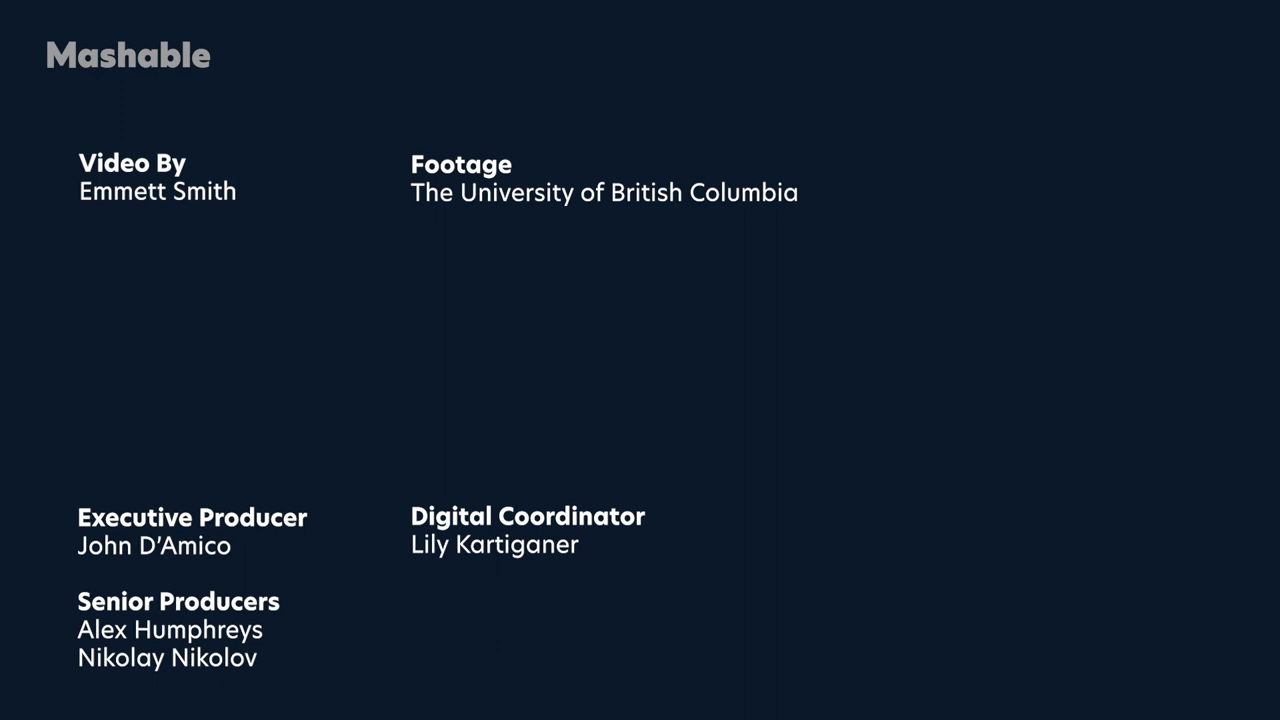 Mashable
Video By
Emmett Smith
Footage
The University of British Columbia
Executive Producer
John D’Amico
Digital Coordinator
Lily Kartiganer
Senior Producers
Alex Humphreys
Nikolay Nikolov